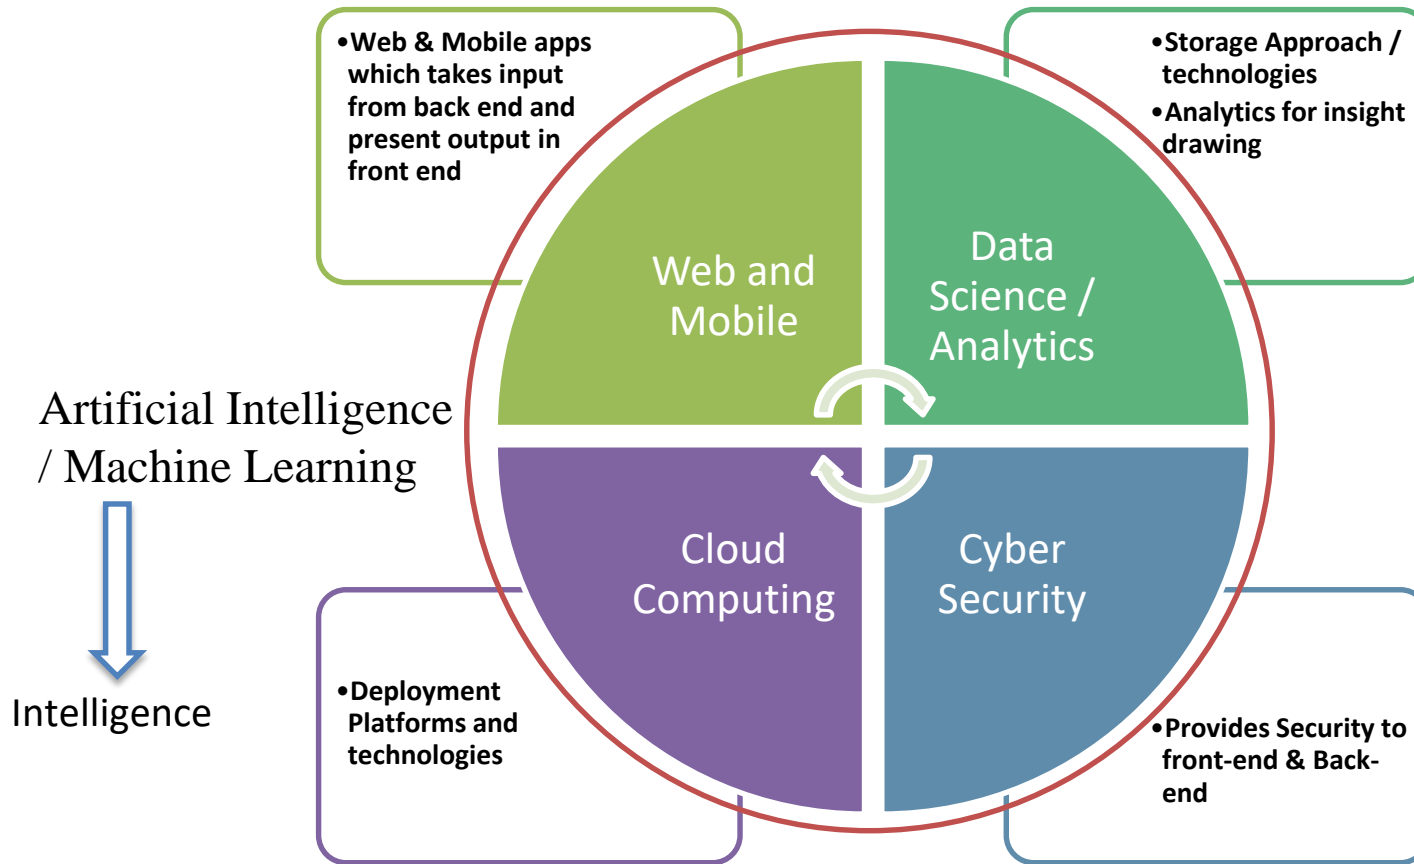 •Web & Mobile apps
which takes input
from back end and
present output in
front end
•Storage Approach /
technologies
•Analytics for insight
drawing
Web and
Mobile
Data
Science /
Analytics
Artificial Intelligence
/ Machine Learning
Intelligence
Cloud
Computing
Cyber
Security
•Deployment
Platforms and
technologies
•Provides Security to
front-end & Back-
end